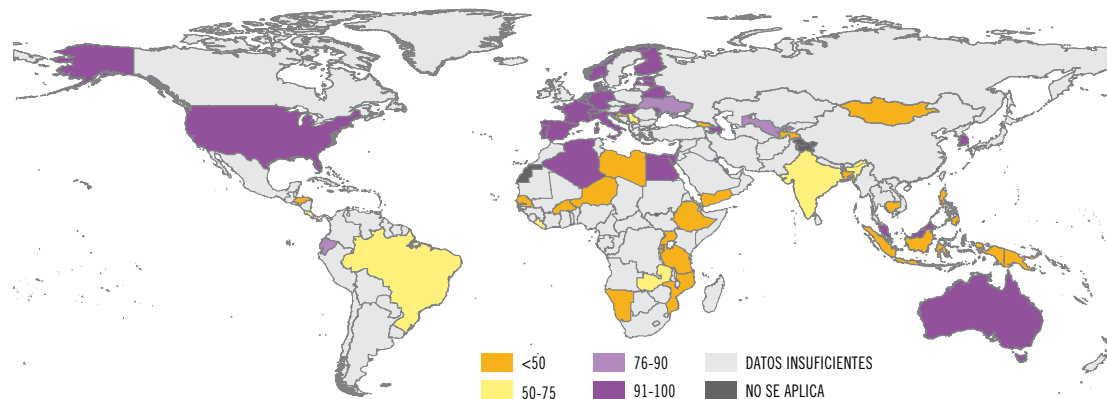 <50
76-90
DATOS INSUFICIENTES
50-75
91-100
NO SE APLICA